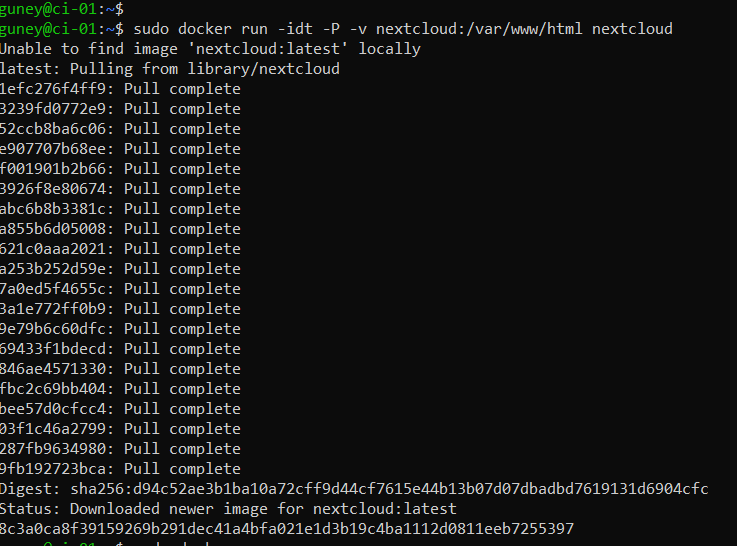 guney@ci-01:~$
guney@ci-01:~$ sudo docker run -idt -P -v nextcloud:/var/www/html nextcloud
Unable to find image 'nextcloud:latest' locally
latest: Pulling from library/nextcloud
1efc276f4ff9: Pull complete
3239fd0772e9: Pull complete
52ccb8ba6c06: Pull complete
e907707b68ee: Pull complete
f001901b2b66: Pull complete
3926f8e80674: Pull complete
abc6b8b3381c: Pull complete
a855b6d05008: Pull complete
621c0aaa2021: Pull complete
a253b252d59e: Pull complete
7a0ed5f4655c: Pull complete
3a1e772ff0b9: Pull complete
9e79b6c60dfc: Pull complete
69433f1bdecd: Pull complete
846ae4571330: Pull complete
fbc2c69bb404: Pull complete
bee57d0cfcc4: Pull complete
03f1c46a2799: Pull complete
287fb9634980: Pull complete
9fb192723bca: Pull complete
Digest: sha256:d94c52ae3b1ba10a72cff9d44cf7615e44b13b07d07dbadbd7619131d6904cfc
Status: Downloaded newer image for nextcloud:latest
8c3a0ca8f39159269b291dec41a4bfa021e1d3b19c4ba1112d0811eeb7255397